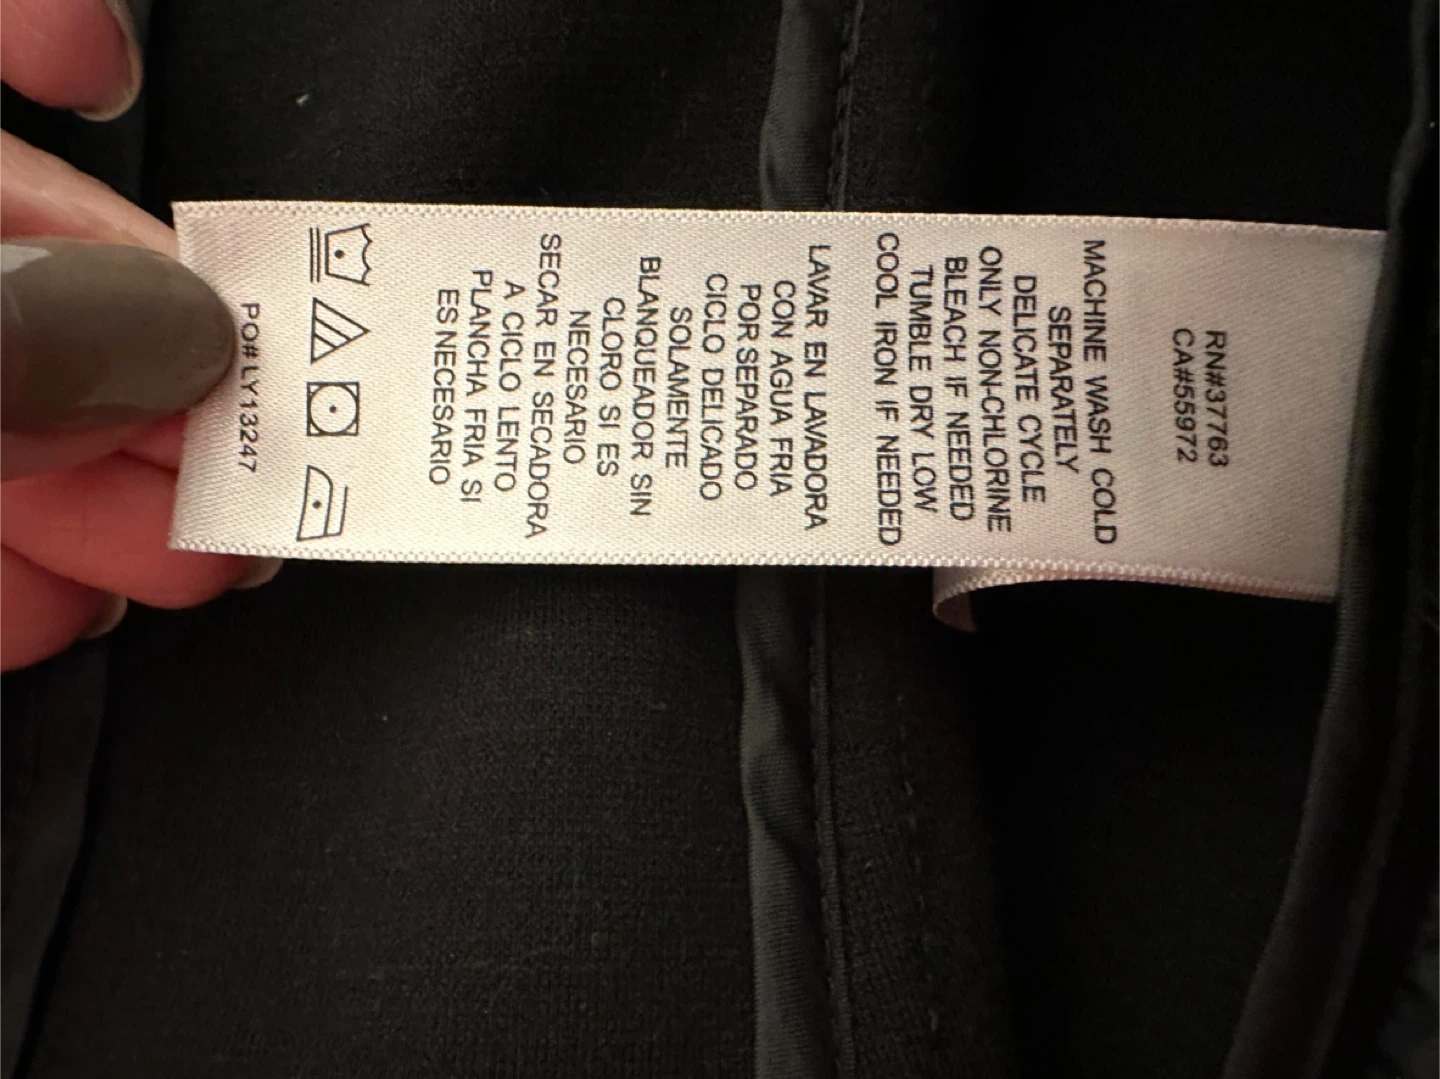 RN#37763
CA#55972
MACHINE WASH COLD
SEPARATELY
DELICATE CYCLE
ONLY NON-CHLORINE
BLEACH IF NEEDED
TUMBLE DRY LOW
COOL IRON IF NEEDED
LAVAR EN LAVADORA
CON AGUA FRIA
POR SEPARADO
CICLO DELICADO
SOLAMENTE
BLANQUEADOR SIN
CLORO SI ES
NECESARIO
SECAR EN SECADORA
A CICLO LENTO
PLANCHA FRIA SI
ES NECESARIO
PO#LY13247